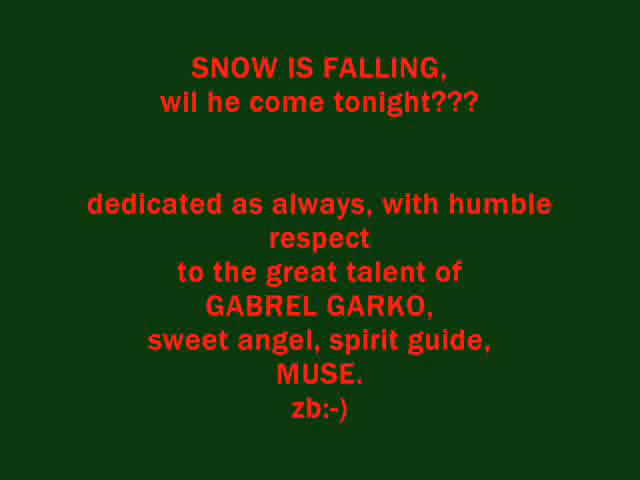 SNOW IS FALLING,
wil he come tonight???
dedicated as always, with humble
respect
to the great talent of
GABREL GARKO,
sweet angel, spirit guide,
MUSE.
zb:-)